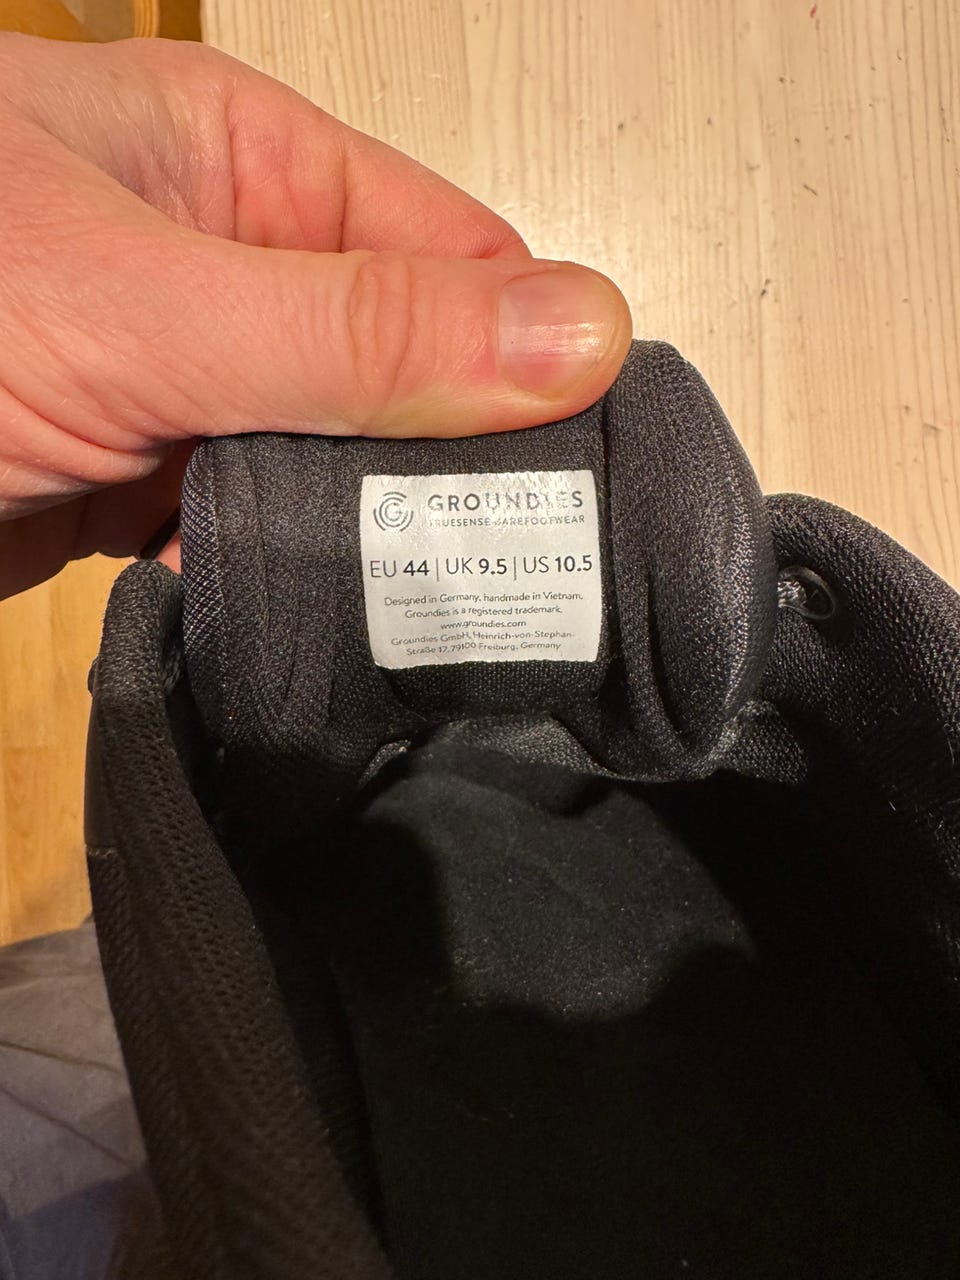 GROUNDIES
TRUESENSE BAREFOOTWEAR
EU 44 | UK 9.5 | US 10.5
Designed in Germany, handmade in Vietnam.
Groundies is a registered trademark.
www.groundies.com
Groundies GmbH, Heinrich-von-Stephan-
Straße 17, 79100 Freiburg, Germany